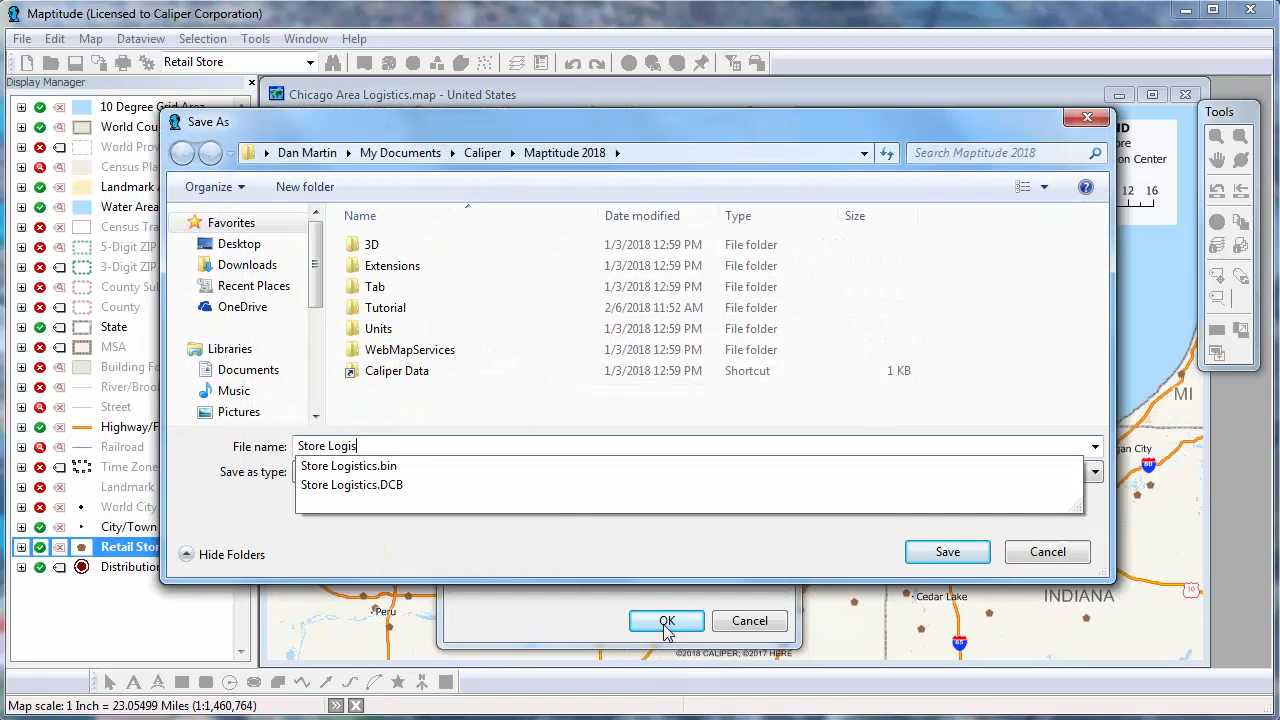 Maptitude (Licensed to Caliper Corporation)
File Edit Map Dataview Selection Tools Window Help
Retail Store
Display Manager
10 Degree Grid Area
World Cou
World Prov
Census Pla
Landmark A
Water Area
Census Tra
5-Digit ZIP
3-Digit ZIP
County Sul
County
State
MSA
Building Fo
River/Broo
Street
Highway/F
Railroad
Time Zone
Landmark
World City
City/Town
Retail Stor
Distribution
Chicago Area Logistics.map - United States
Save As
Dan Martin My Documents Caliper Maptitude 2018
Search Maptitude 2018
Organize New folder
Favorites
Desktop
Downloads
Recent Places
OneDrive
Libraries
Documents
Music
Pictures
Name Date modified Type Size
3D 1/3/2018 12:59 PM File folder
Extensions 1/3/2018 12:59 PM File folder
Tab 1/3/2018 12:59 PM File folder
Tutorial 2/6/2018 11:52 AM File folder
Units 1/3/2018 12:59 PM File folder
WebMapServices 1/3/2018 12:59 PM File folder
Caliper Data 1/3/2018 12:59 PM Shortcut 1 KB
File name: Store Logis
Save as type:
Store Logistics.bin
Store Logistics.DCB
Hide Folders
Save Cancel
OK Cancel
Tools
ND
ore
on Center
12 16
MI
gan City
80
Peru
Cedar Lake
INDIANA
30
65
©2018 CALIPER; ©2017 HERE
Map scale: 1 Inch = 23.05499 Miles (1:1,460,764)